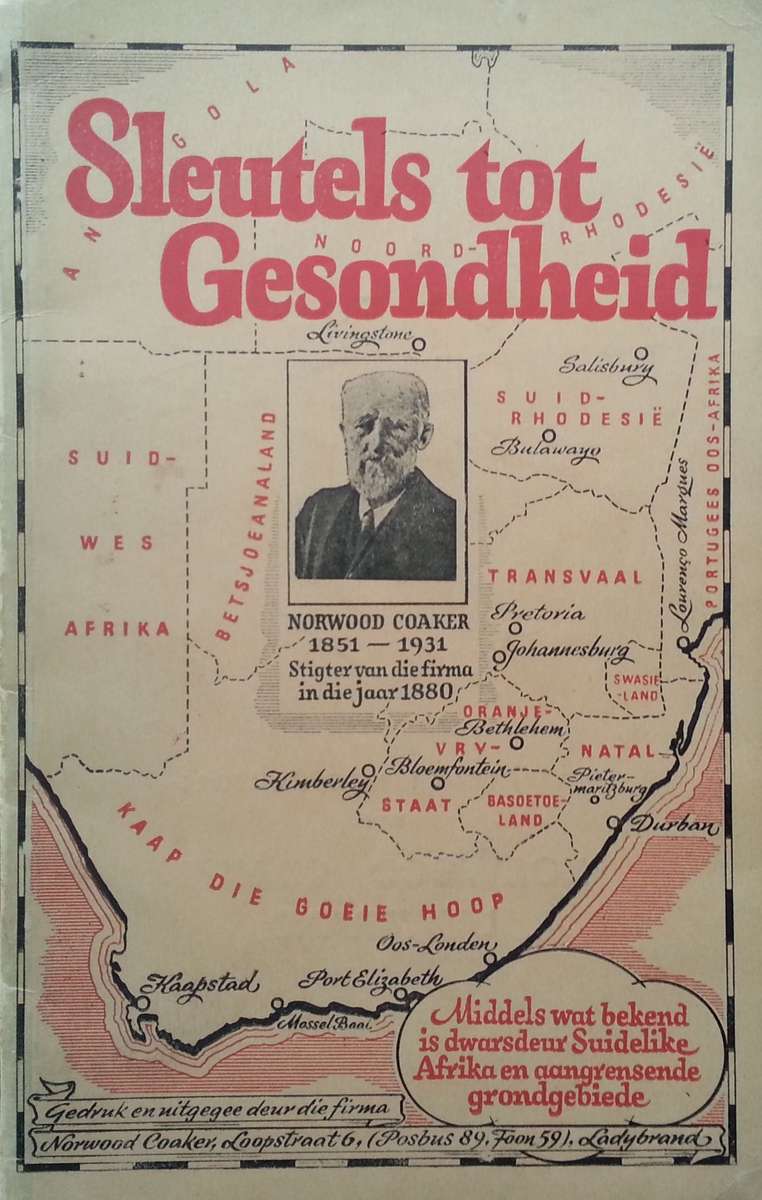 Sleutels tot
Gesondheid
ANGOLA
NOORD-RHODESIË
Livingstone
Salisbury
SUID-
RHODESIË
Bulawayo
PORTUGEES OOS-AFRIKA
Lourenço Marques
SUID-
WES
AFRIKA
BETSJOEANALAND
NORWOOD COAKER
1851 — 1931
Stigter van die firma
in die jaar 1880
TRANSVAAL
Pretoria
Johannesburg
SWASIE
-LAND
ORANJE-
Bethlehem
VRY-
Bloemfontein
STAAT
Kimberley
BASOETOE-
LAND
NATAL
Pieter-
maritzburg
Durban
KAAP DIE GOEIE HOOP
Oos-Londen
Port Elizabeth
Kaapstad
Mossel Baai.
Middels wat bekend
is dwarsdeur Suidelike
Afrika en aangrensende
grondgebiede
Gedruk en uitgegee deur die firma
Norwood Coaker, Loopstraat 6, (Posbus 89, Foon 59), Ladybrand